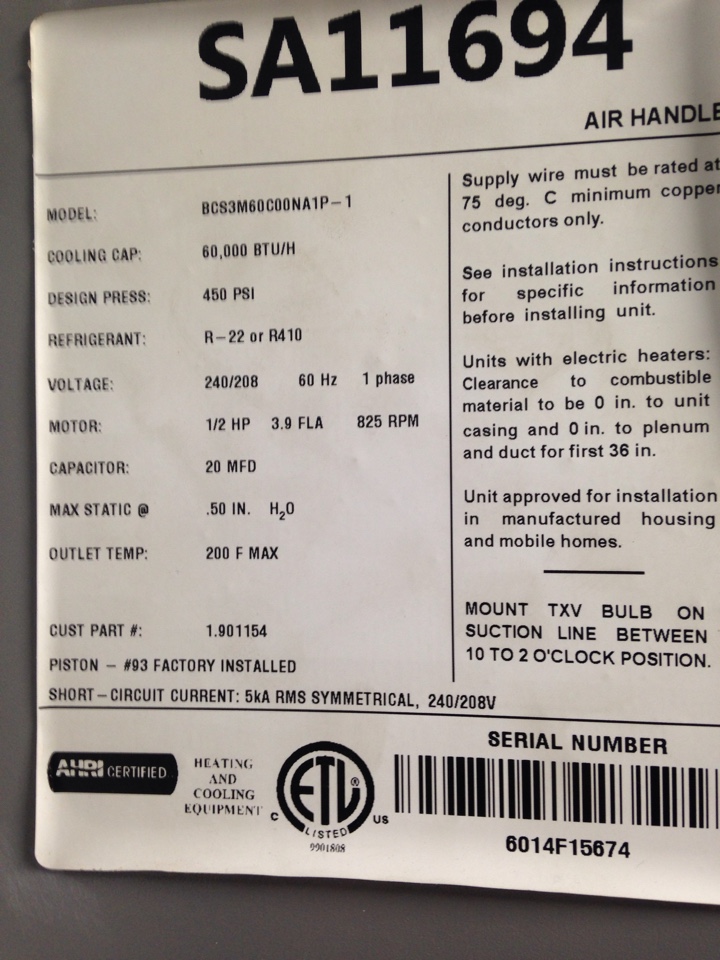 SA11694
AIR HANDLE
MODEL: BCS3M60C00NA1P-1
COOLING CAP: 60,000 BTU/H
DESIGN PRESS: 450 PSI
REFRIGERANT: R-22 or R410
VOLTAGE: 240/208 60 Hz 1 phase
MOTOR: 1/2 HP 3.9 FLA 825 RPM
CAPACITOR: 20 MFD
MAX STATIC @ .50 IN. H₂O
OUTLET TEMP: 200 F MAX
CUST PART #: 1.901154
PISTON - #93 FACTORY INSTALLED
SHORT-CIRCUIT CURRENT: 5kA RMS SYMMETRICAL, 240/208V
Supply wire must be rated at
75 deg. C minimum copper
conductors only.
See installation instructions
for specific information
before installing unit.
Units with electric heaters:
Clearance to combustible
material to be 0 in. to unit
casing and 0 in. to plenum
and duct for first 36 in.
Unit approved for installation
in manufactured housing
and mobile homes.
MOUNT TXV BULB ON
SUCTION LINE BETWEEN
10 TO 2 O'CLOCK POSITION.
AHRI CERTIFIED
HEATING
AND
COOLING
EQUIPMENT
C ETL ® US
LISTED
9901808
SERIAL NUMBER
6014F15674